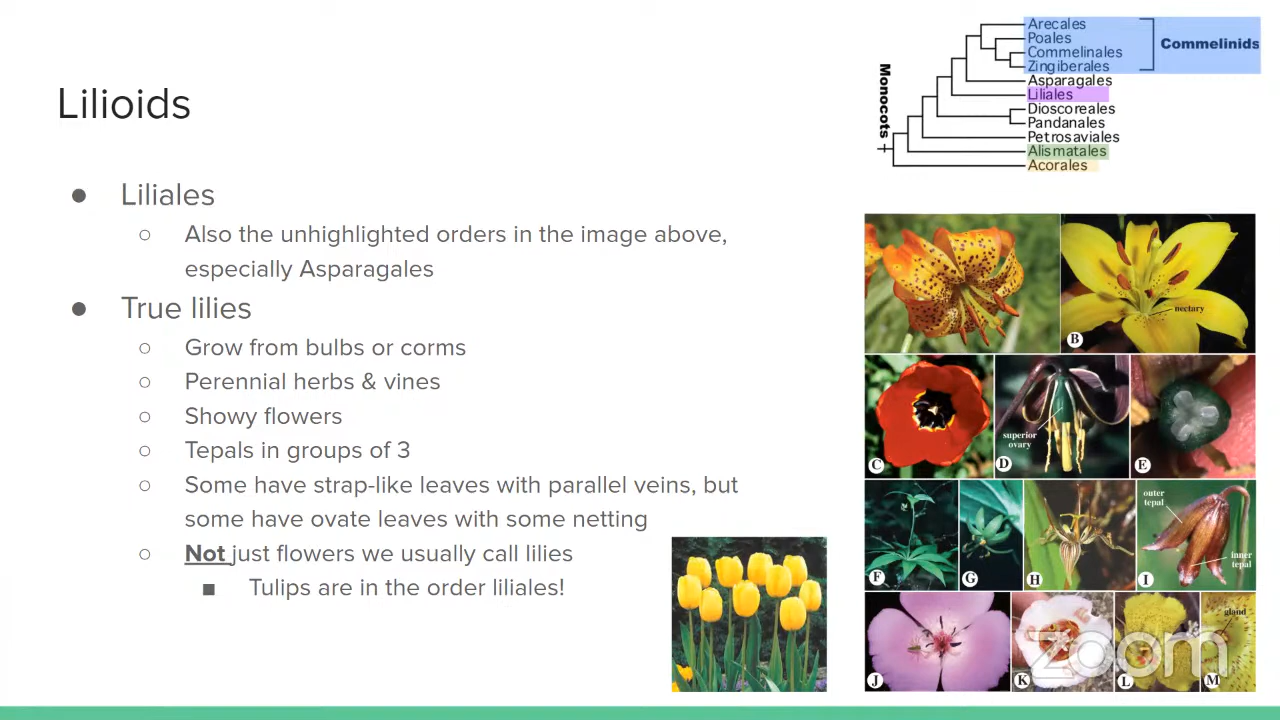 Lilioids
● Liliales
○ Also the unhighlighted orders in the image above,
especially Asparagales
● True lilies
○ Grow from bulbs or corms
○ Perennial herbs & vines
○ Showy flowers
○ Tepals in groups of 3
○ Some have strap-like leaves with parallel veins, but
some have ovate leaves with some netting
○ Not just flowers we usually call lilies
■ Tulips are in the order liliales!
Monocots
Arecales
Poales
Commelinales
Zingiberales
Commelinids
Asparagales
Liliales
Dioscoreales
Pandanales
Petrosaviales
Alismatales
Acorales
nectary
B
C
superior
ovary
D
E
F
G
H
outer
tepal
inner
tepal
I
J
K
L
gland
M
zoom